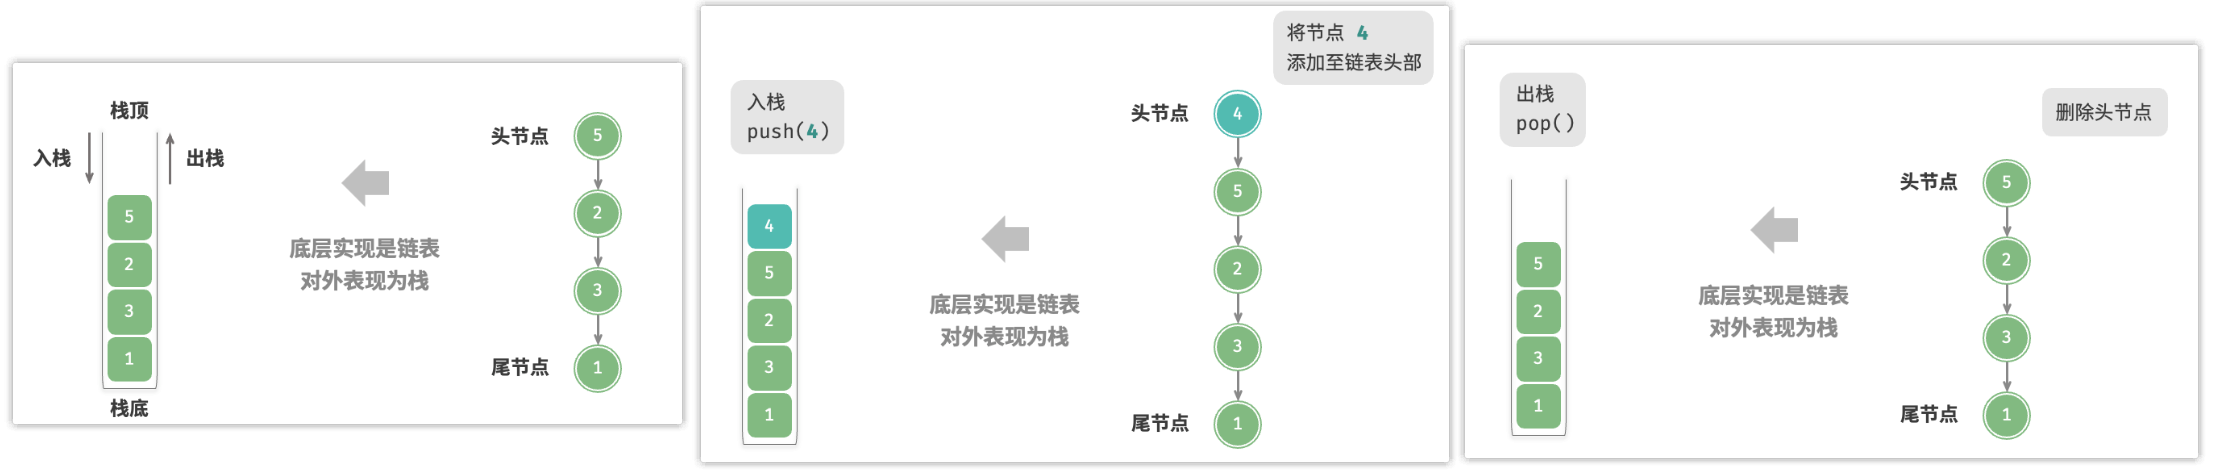 栈顶
入栈
出栈
5
2
3
1
栈底
底层实现是链表
对外表现为栈
头节点
5
2
3
尾节点
1
入栈
push(4)
4
5
2
3
1
底层实现是链表
对外表现为栈
将节点 4
添加至链表头部
头节点
4
5
2
3
尾节点
1
出栈
pop()
5
2
3
1
底层实现是链表
对外表现为栈
删除头节点
头节点
5
2
3
尾节点
1